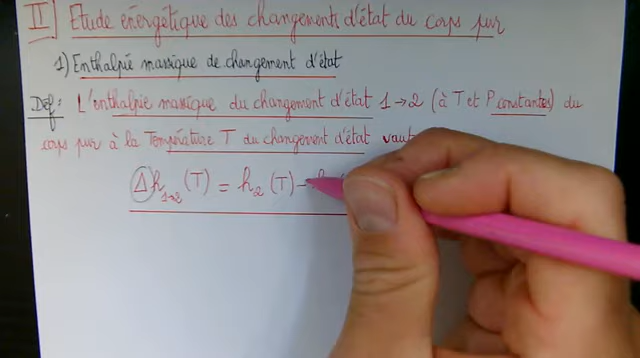 II] Etude énergétique des changements d'état du corps pur
1) Enthalpie massique de changement d'état
Def: L'enthalpie massique du changement d'état 1→2 (à T et P constantes) du
corps pur à la Température T du changement d'état vaut
Δh₁→₂ (T) = h₂ (T) -